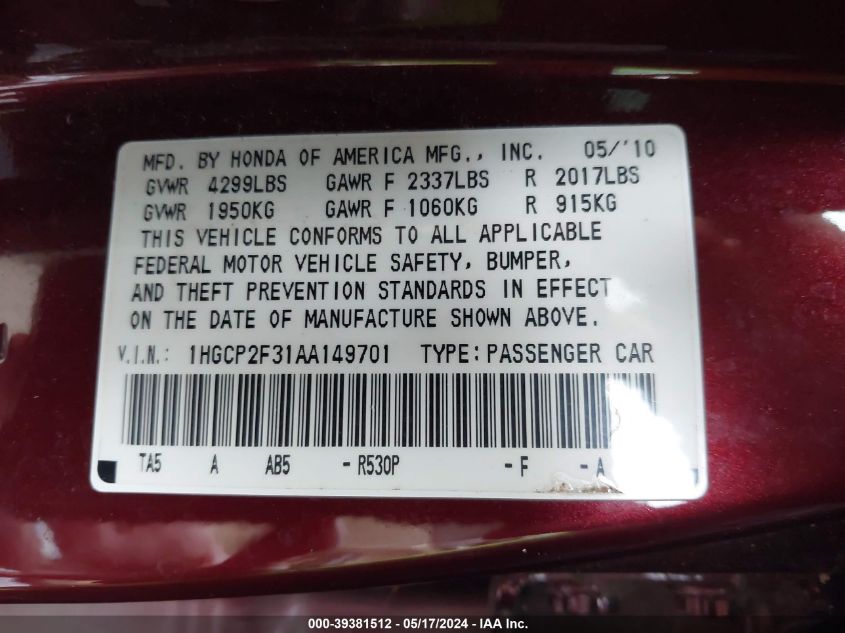 MFD. BY HONDA OF AMERICA MFG., INC. 05/'10
GVWR 4299LBS GAWR F 2337LBS R 2017LBS
GVWR 1950KG GAWR F 1060KG R 915KG
THIS VEHICLE CONFORMS TO ALL APPLICABLE
FEDERAL MOTOR VEHICLE SAFETY, BUMPER,
AND THEFT PREVENTION STANDARDS IN EFFECT
ON THE DATE OF MANUFACTURE SHOWN ABOVE.
V.I.N.: 1HGCP2F31AA149701 TYPE: PASSENGER CAR
TA5 A AB5 - R530P - F - A
000-39381512 - 05/17/2024 - IAA Inc.